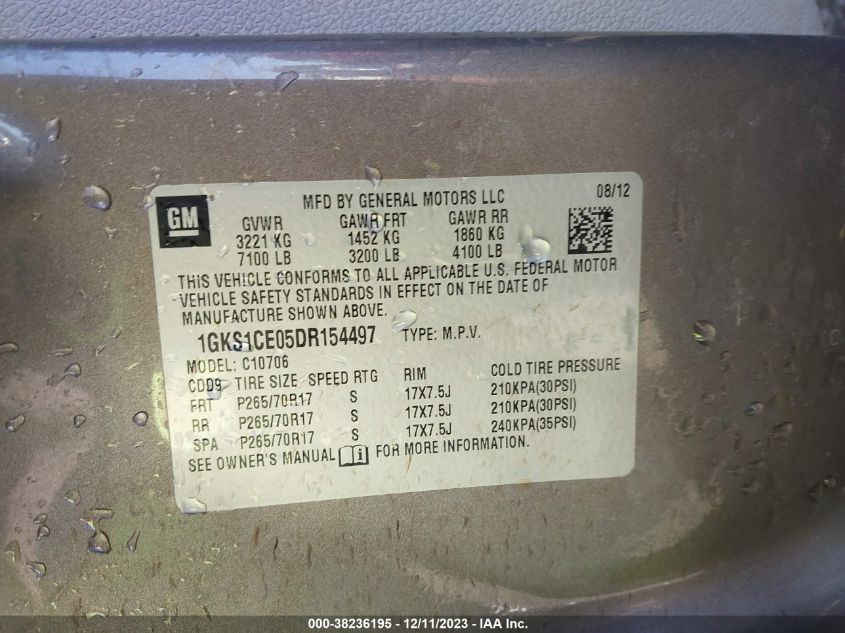 GM ® MFD BY GENERAL MOTORS LLC 08/12
GVWR GAWR FRT GAWR RR
3221 KG 1452 KG 1860 KG
7100 LB 3200 LB 4100 LB
THIS VEHICLE CONFORMS TO ALL APPLICABLE U.S. FEDERAL MOTOR
VEHICLE SAFETY STANDARDS IN EFFECT ON THE DATE OF
MANUFACTURE SHOWN ABOVE.
1GKS1CE05DR154497 TYPE: M.P.V.
MODEL: C10706
CDD9 TIRE SIZE SPEED RTG RIM COLD TIRE PRESSURE
FRT P265/70R17 S 17X7.5J 210KPA(30PSI)
RR P265/70R17 S 17X7.5J 210KPA(30PSI)
SPA P265/70R17 S 17X7.5J 240KPA(35PSI)
SEE OWNER'S MANUAL i FOR MORE INFORMATION.
000-38236195 - 12/11/2023 - IAA Inc.